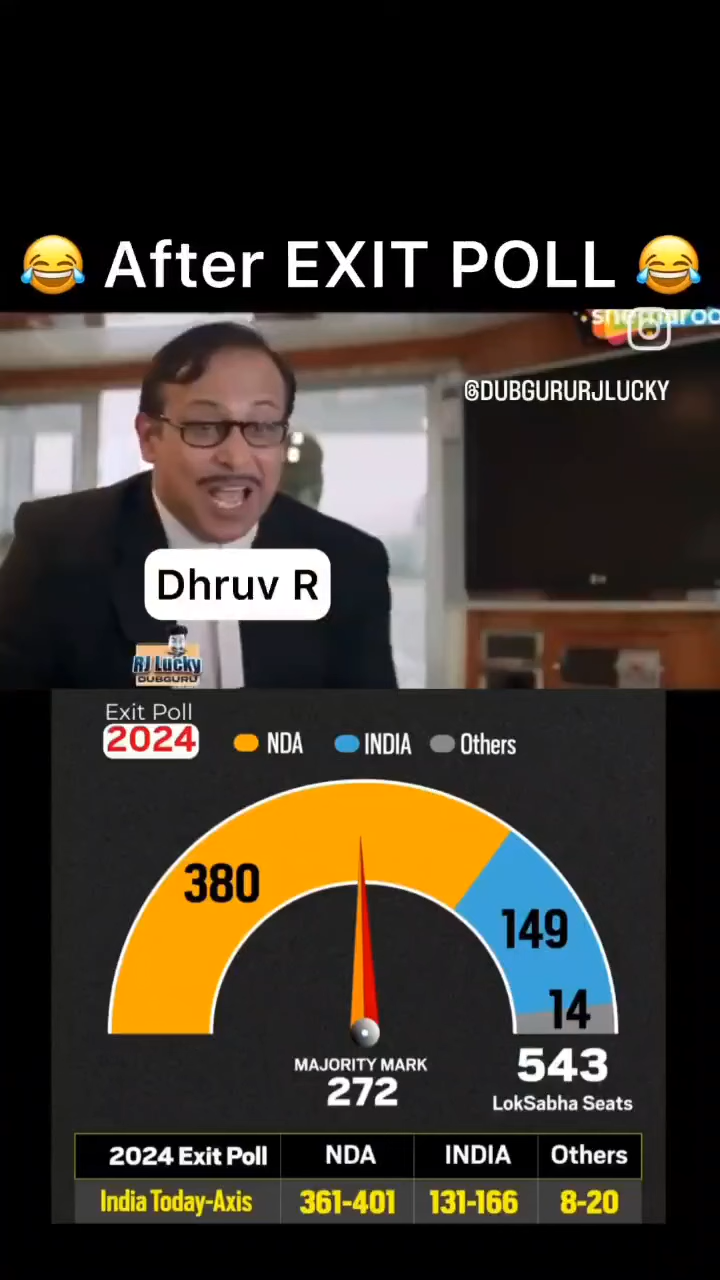 😂 After EXIT POLL 😂
shemaroo
@DUBGURURJLUCKY
Dhruv R
RJ Lucky
DUBGURU
Exit Poll
2024
NDA INDIA Others
380
149
14
MAJORITY MARK
272
543
LokSabha Seats
2024 Exit Poll NDA INDIA Others
India Today-Axis 361-401 131-166 8-20